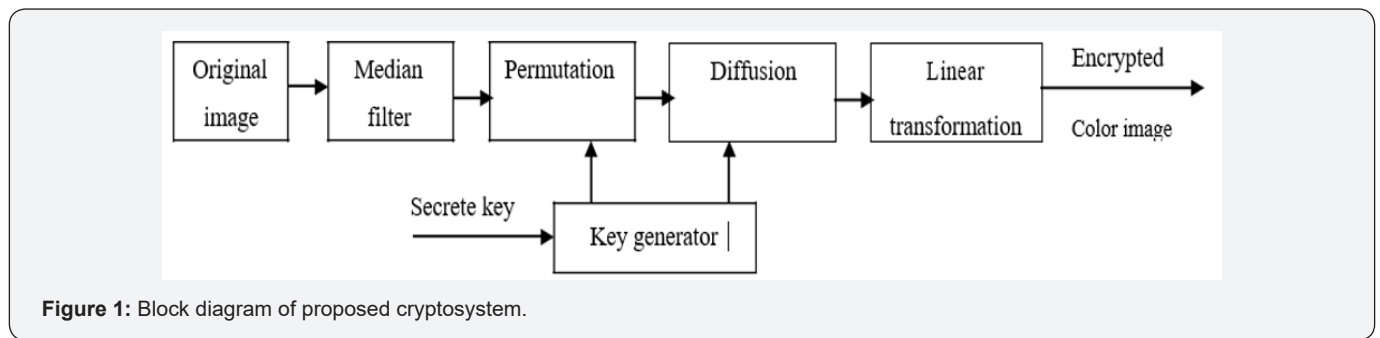 Original
image
Median
filter
Permutation
Diffusion
Linear
transformation
Encrypted
Color image
Secrete key
Key generator
Figure 1: Block diagram of proposed cryptosystem.